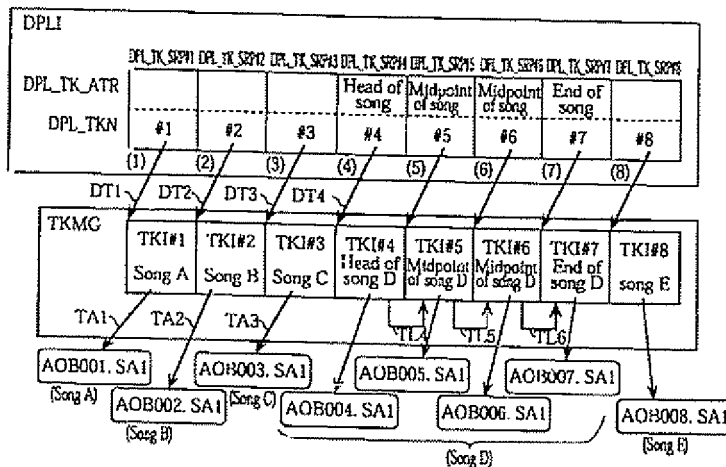 DPLI
DPL_TK_SRP#1 DPL_TK_SRP#2 DPL_TK_SRP#3 DPL_TK_SRP#4 DPL_TK_SRP#5 DPL_TK_SRP#6 DPL_TK_SRP#7 DPL_TK_SRP#8
DPL_TK_ATR Head of song Midpoint of song Midpoint of song End of song
DPL_TKN #1 #2 #3 #4 #5 #6 #7 #8
(1) (2) (3) (4) (5) (6) (7) (8)
DT1 DT2 DT3 DT4
TKMG
TKI#1 TKI#2 TKI#3 TKI#4 TKI#5 TKI#6 TKI#7 TKI#8
Song A Song B Song C Head of song D Midpoint of song D Midpoint of song D End of song D song E
TA1 TA2 TA3 TL4 TL5 TL6
AOB001. SA1 AOB003. SA1 AOB005. SA1 AOB007. SA1
(Song A) (Song C)
AOB002. SA1 AOB004. SA1 AOB006. SA1 AOB008. SA1
(Song B) (Song D) (Song E)